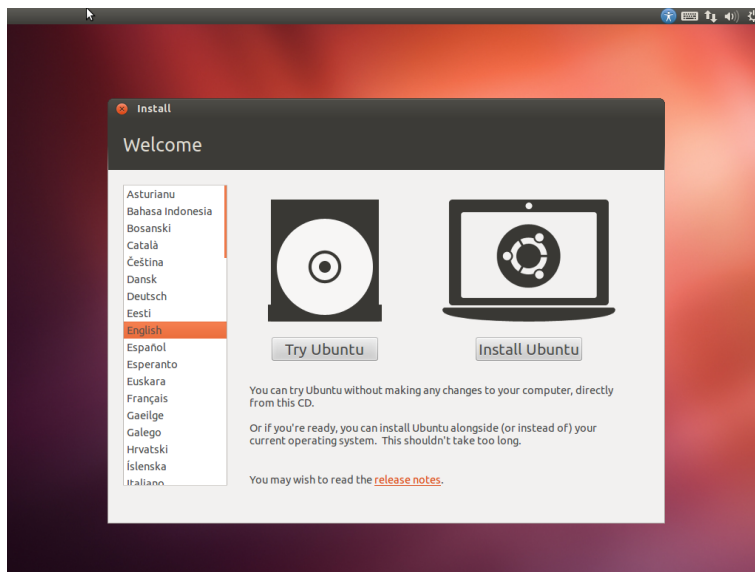 Install
Welcome
Asturianu
Bahasa Indonesia
Bosanski
Català
Čeština
Dansk
Deutsch
Eesti
English
Español
Esperanto
Euskara
Français
Gaeilge
Galego
Hrvatski
Íslenska
Italiano
Try Ubuntu
Install Ubuntu
You can try Ubuntu without making any changes to your computer, directly
from this CD.
Or if you're ready, you can install Ubuntu alongside (or instead of) your
current operating system. This shouldn't take too long.
You may wish to read the release notes.